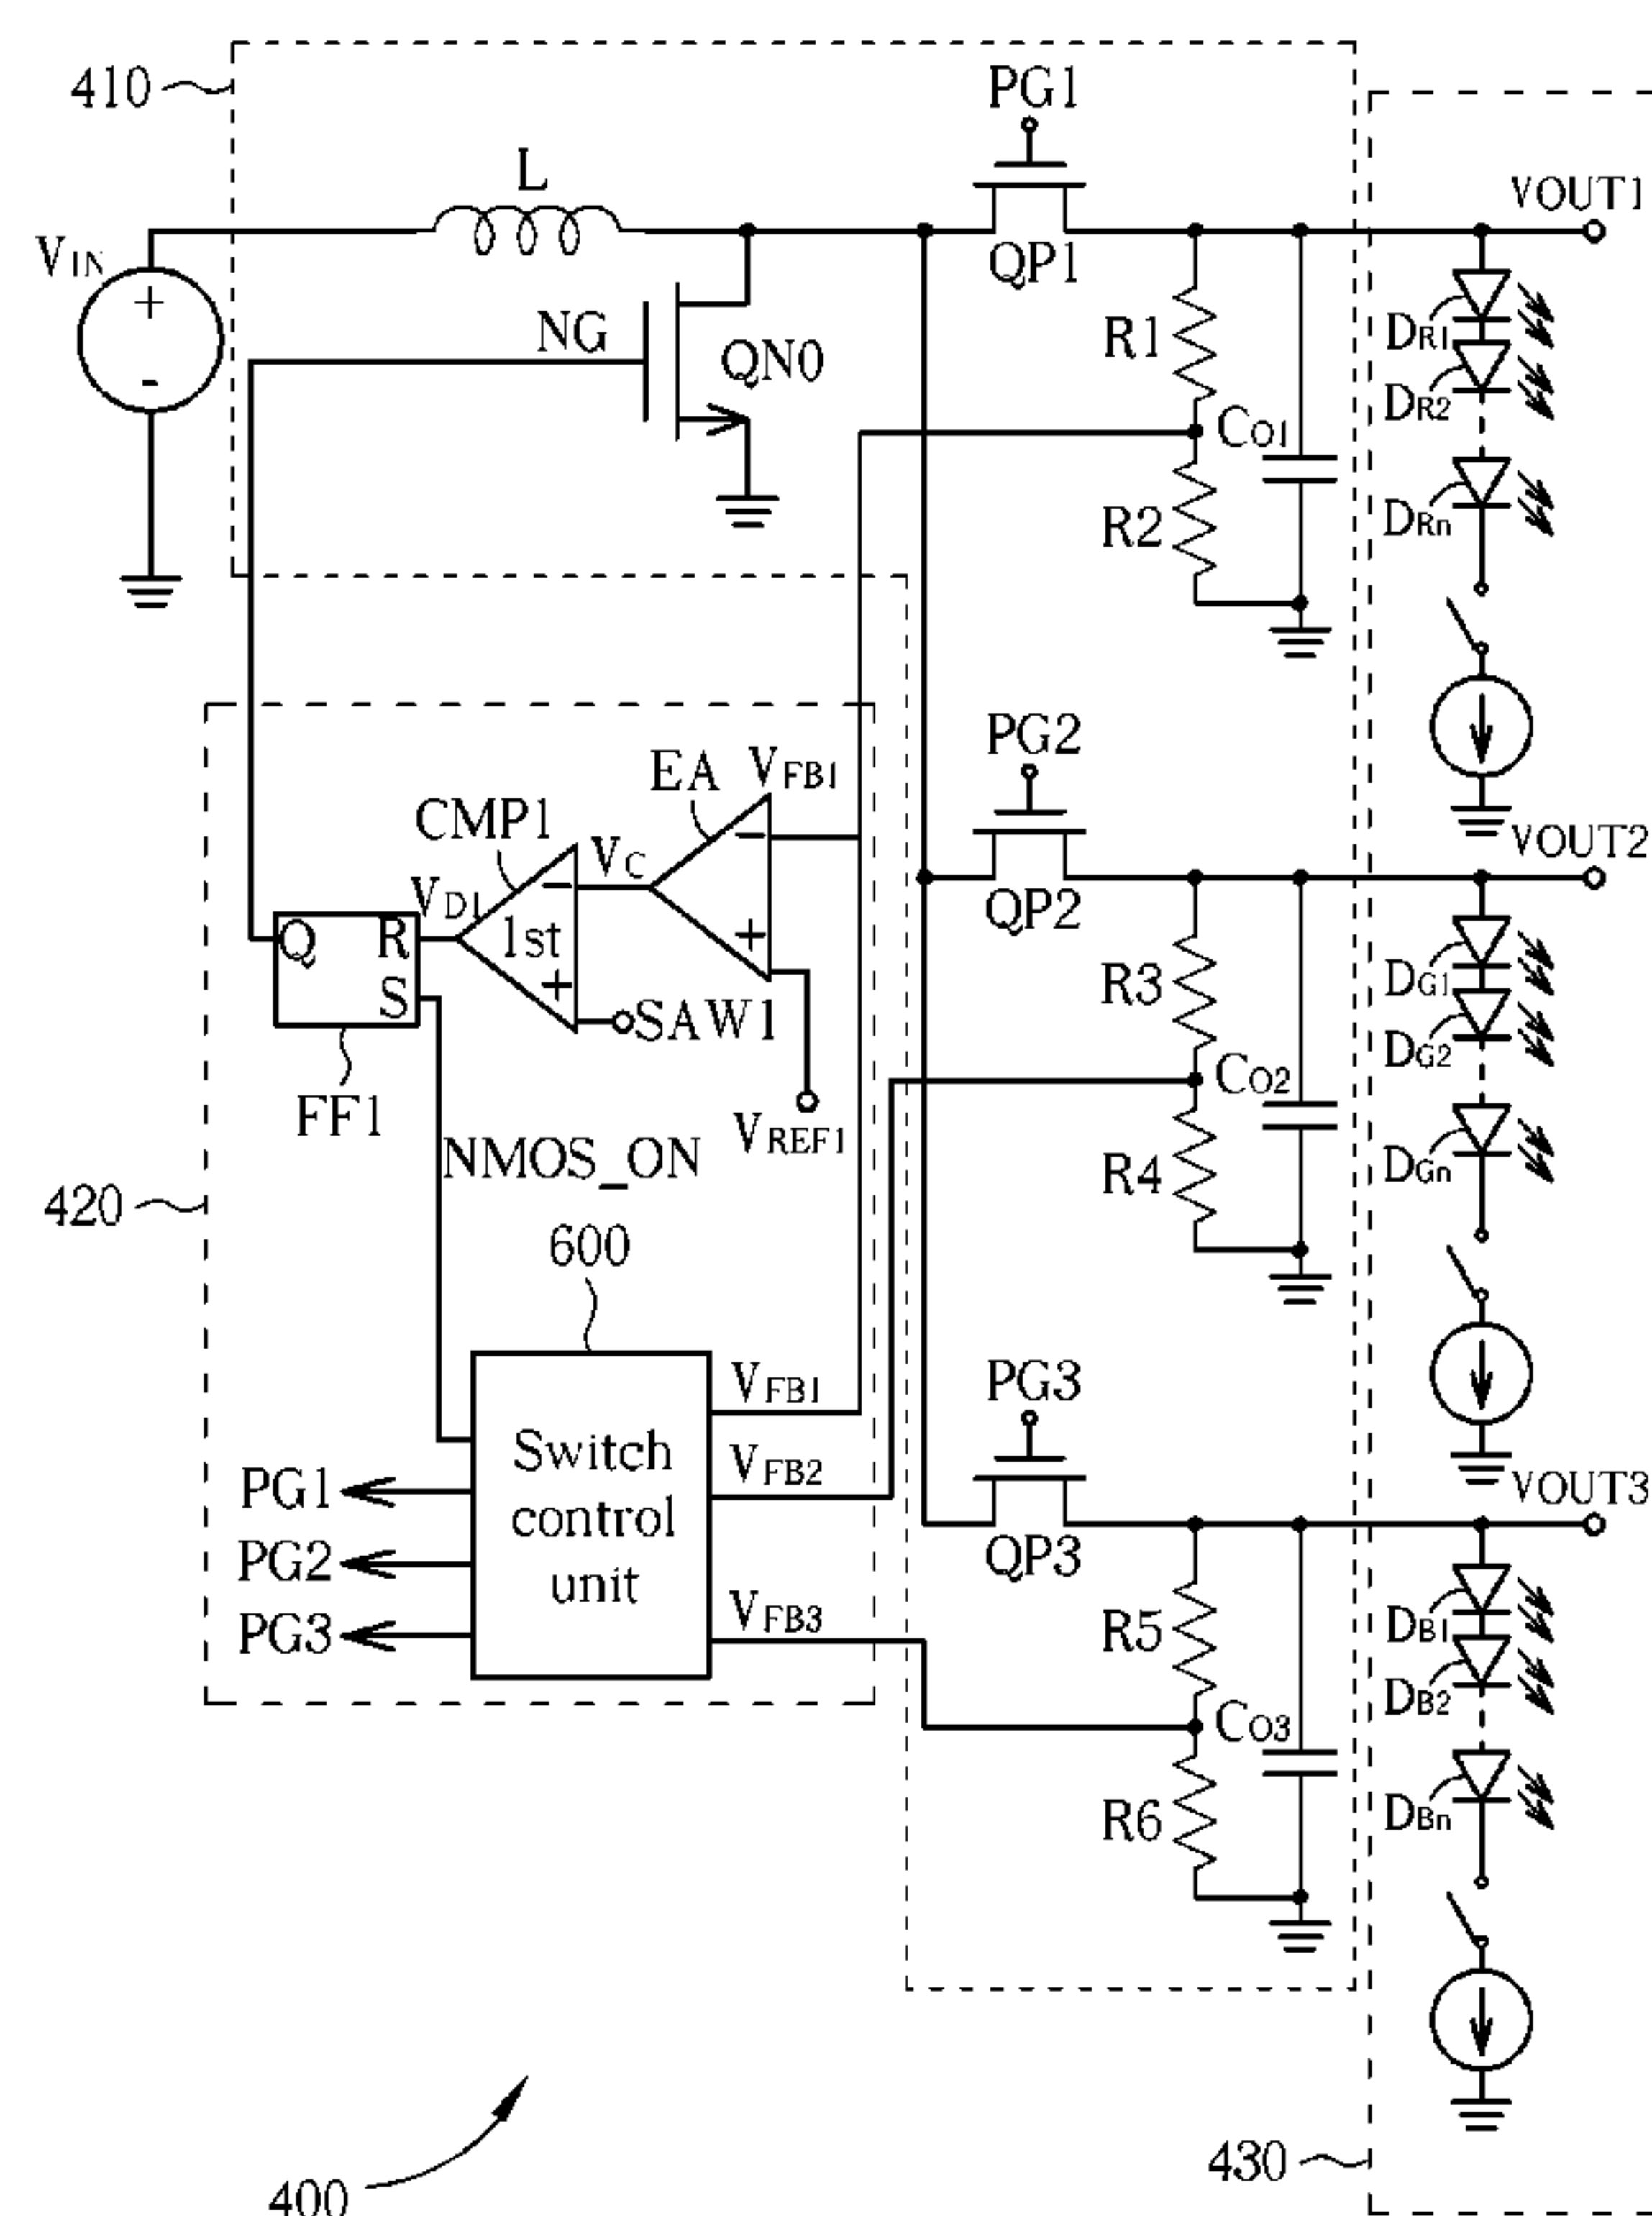 410
PG1
L
VOUT1
VIN
+
-
QP1
NG
QN0
R1
DR1
DR2
CO1
R2
DRn
PG2
EA
VFB1
CMP1
VC
VOUT2
-
-
VD1
1st
QP2
Q
R
+
S
+
SAW1
R3
DG1
DG2
CO2
FF1
VREF1
NMOS_ON
R4
DGn
420
600
PG3
VFB1
Switch
control
unit
VFB2
PG1
VOUT3
PG2
QP3
VFB3
PG3
R5
DB1
DB2
CO3
R6
DBn
430
400